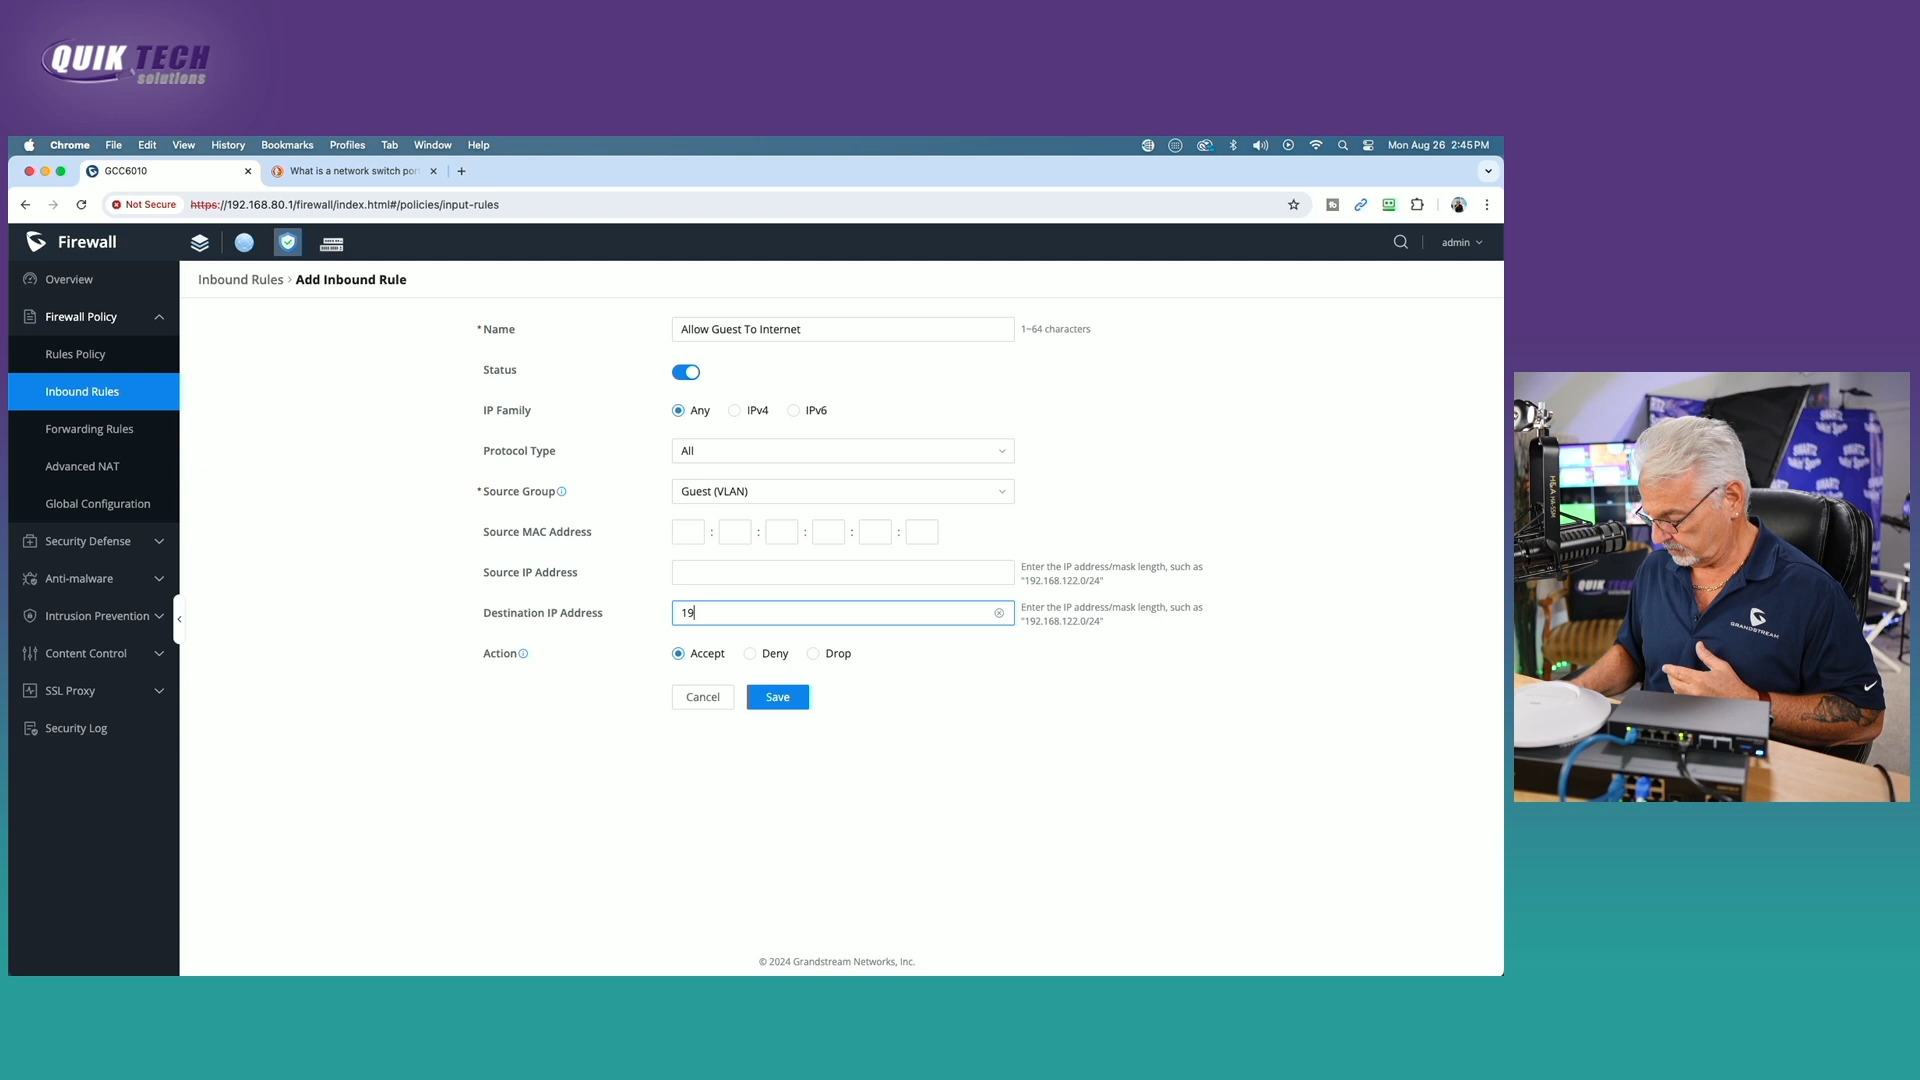 QUIK TECH
solutions
Chrome File Edit View History Bookmarks Profiles Tab Window Help
Mon Aug 26 2:45 PM
GCC6010
What is a network switch por
Not Secure https://192.168.80.1/firewall/index.html#/policies/input-rules
Firewall
admin
Overview
Firewall Policy
Rules Policy
Inbound Rules
Forwarding Rules
Advanced NAT
Global Configuration
Security Defense
Anti-malware
Intrusion Prevention
Content Control
SSL Proxy
Security Log
Inbound Rules › Add Inbound Rule
*Name Allow Guest To Internet 1~64 characters
Status
IP Family Any IPv4 IPv6
Protocol Type All
*Source Group Guest (VLAN)
Source MAC Address : : : : :
Source IP Address Enter the IP address/mask length, such as
"192.168.122.0/24"
Destination IP Address 19 Enter the IP address/mask length, such as
"192.168.122.0/24"
Action Accept Deny Drop
Cancel Save
© 2024 Grandstream Networks, Inc.
GRANDSTREAM
QUIK TECH